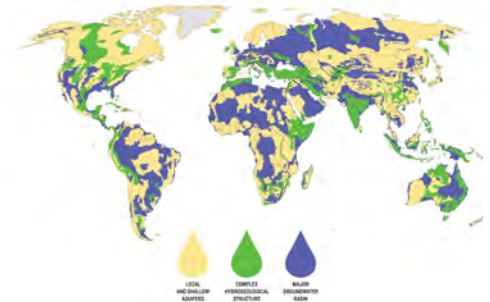 LOCAL
AND SHALLOW
AQUIFERS
COMPLEX
HYDROGEOLOGICAL
STRUCTURE
MAJOR
GROUNDWATER
BASIN